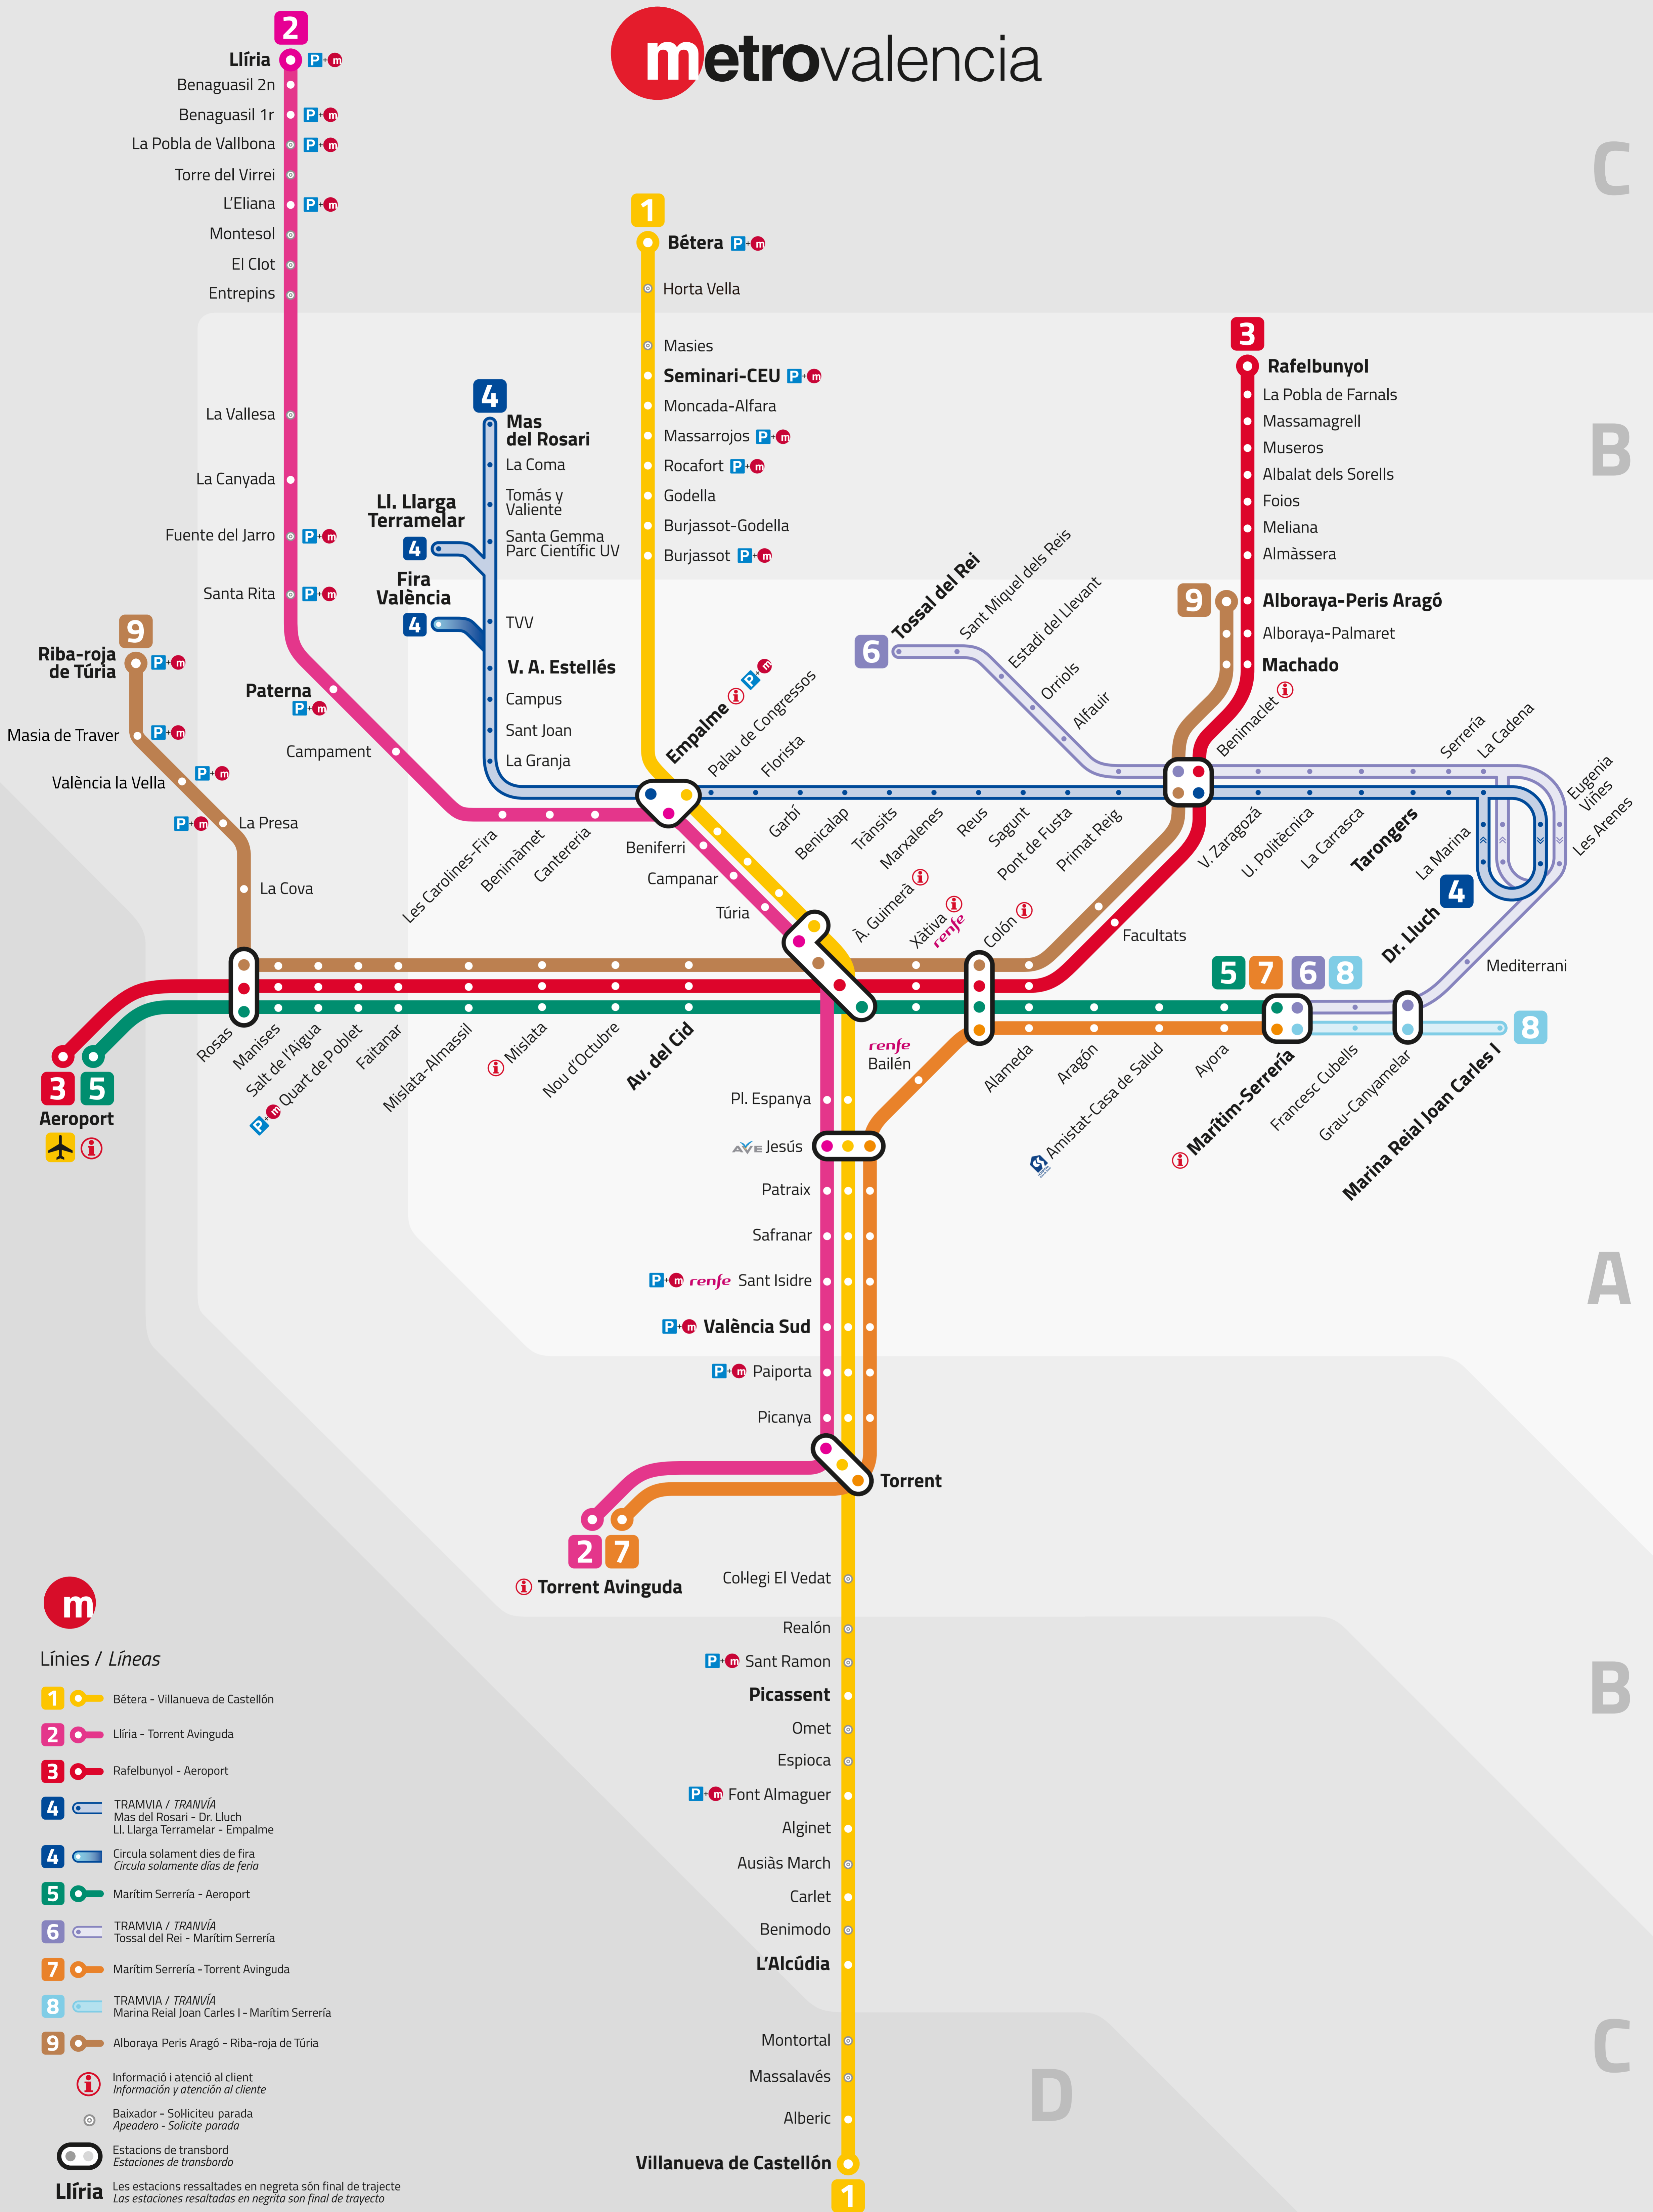 metrovalencia
2
Llíria P+m
Benaguasil 2n
Benaguasil 1r P+m
La Pobla de Vallbona P+m
Torre del Virrei
L'Eliana P+m
Montesol
El Clot
Entrepins
La Vallesa
La Canyada
Fuente del Jarro P+m
Santa Rita P+m
Paterna
P+m
Campament
Les Carolines-Fira
Benimàmet
Cantereria
1
Bétera P+m
Horta Vella
Masies
Seminari-CEU P+m
Moncada-Alfara
Massarrojos P+m
Rocafort P+m
Godella
Burjassot-Godella
Burjassot P+m
4
Mas
del Rosari
La Coma
Tomás y
Valiente
Santa Gemma
Parc Científic UV
Ll. Llarga
Terramelar
4
Fira
València
4
TVV
V. A. Estellés
Campus
Sant Joan
La Granja
Empalme i P+m
Palau de Congressos
Florista
Garbí
Benicalap
Trànsits
Marxalenes
Reus
Sagunt
Pont de Fusta
Primat Reig
Benimaclet i
V. Zaragozá
U. Politècnica
La Carrasca
Tarongers
Serrería
La Cadena
Eugenia
Viñes
Les Arenes
La Marina
4
Dr. Lluch
Mediterrani
6
Tossal del Rei
Sant Miquel dels Reis
Estadi del Llevant
Orriols
Alfauir
3
Rafelbunyol
La Pobla de Farnals
Massamagrell
Museros
Albalat dels Sorells
Foios
Meliana
Almàssera
9
Alboraya-Peris Aragó
Alboraya-Palmaret
Machado
9
Riba-roja
de Túria P+m
Masia de Traver P+m
València la Vella P+m
P+m La Presa
La Cova
Beniferri
Campanar
Túria
À. Guimerà i
Xàtiva i
renfe
Colón i
Facultats
3 5
Aeroport
i
Rosas
Manises
Salt de l'Aigua
P+m Quart de Poblet
Faitanar
Mislata-Almassil
i Mislata
Nou d'Octubre
Av. del Cid
renfe
Bailén
Alameda
Aragón
Amistat-Casa de Salud
Ayora
5 7 6 8
i Marítim-Serrería
Francesc Cubells
Grau-Canyamelar
Marina Reial Joan Carles I
8
Pl. Espanya
AVE Jesús
Patraix
Safranar
P+m renfe Sant Isidre
P+m València Sud
P+m Paiporta
Picanya
Torrent
2 7
i Torrent Avinguda
Col·legi El Vedat
Realón
P+m Sant Ramon
Picassent
Omet
Espioca
P+m Font Almaguer
Alginet
Ausiàs March
Carlet
Benimodo
L'Alcúdia
Montortal
Massalavés
Alberic
Villanueva de Castellón
1
C
B
A
B
C
D
m
Línies / Líneas
1 Bétera - Villanueva de Castellón
2 Llíria - Torrent Avinguda
3 Rafelbunyol - Aeroport
4 TRAMVIA / TRANVÍA
Mas del Rosari - Dr. Lluch
Ll. Llarga Terramelar - Empalme
4 Circula solament dies de fira
Circula solamente días de feria
5 Marítim Serrería - Aeroport
6 TRAMVIA / TRANVÍA
Tossal del Rei - Marítim Serrería
7 Marítim Serrería - Torrent Avinguda
8 TRAMVIA / TRANVÍA
Marina Reial Joan Carles I - Marítim Serrería
9 Alboraya Peris Aragó - Riba-roja de Túria
i Informació i atenció al client
Información y atención al cliente
Baixador - Sol·liciteu parada
Apeadero - Solicite parada
Estacions de transbord
Estaciones de transbordo
Llíria Les estacions ressaltades en negreta són final de trajecte
Las estaciones resaltadas en negrita son final de trayecto